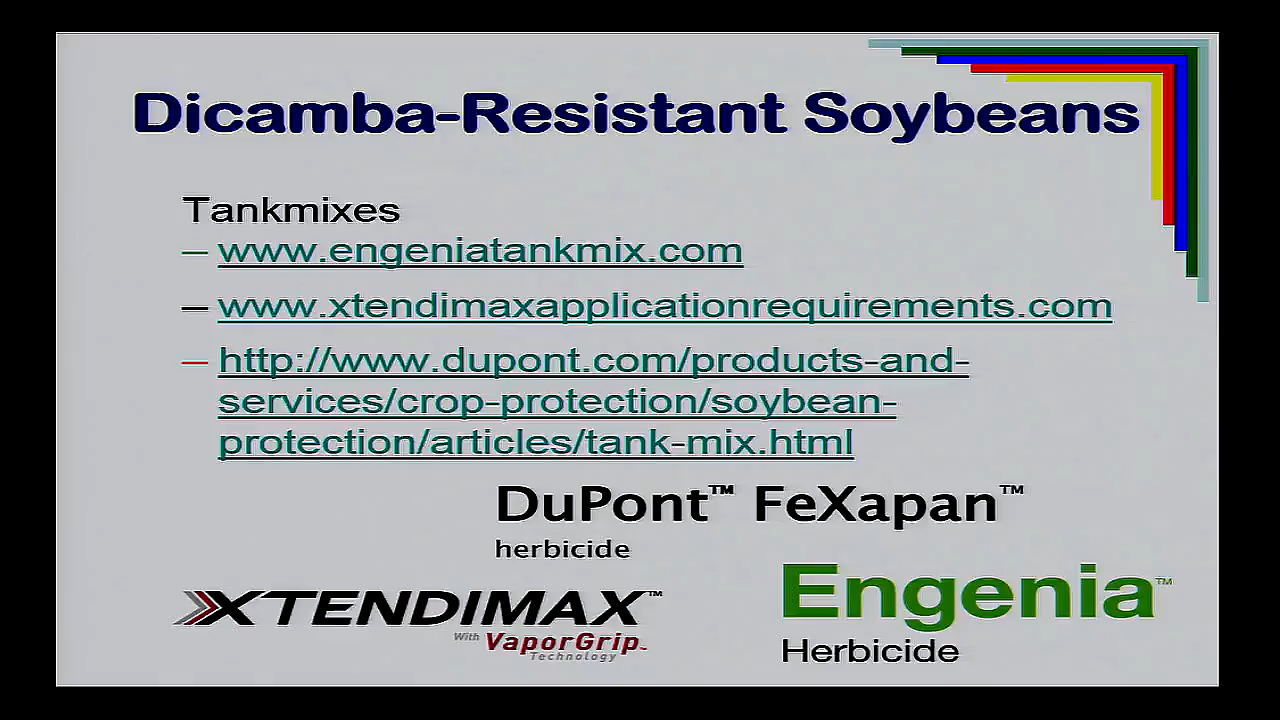 Dicamba-Resistant Soybeans
Tankmixes
– www.engeniatankmix.com
– www.xtendimaxapplicationrequirements.com
– http://www.dupont.com/products-and-
services/crop-protection/soybean-
protection/articles/tank-mix.html
DuPont™ FeXapan™
herbicide
XTENDIMAX™
With VaporGrip™
Technology
Engenia™
Herbicide